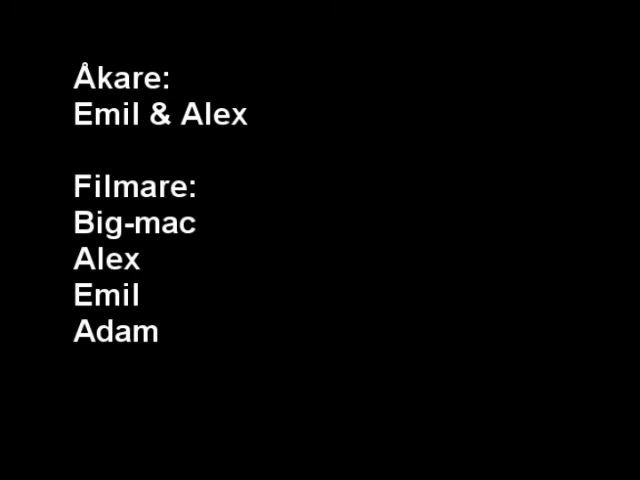 Åkare:
Emil & Alex
Filmare:
Big-mac
Alex
Emil
Adam